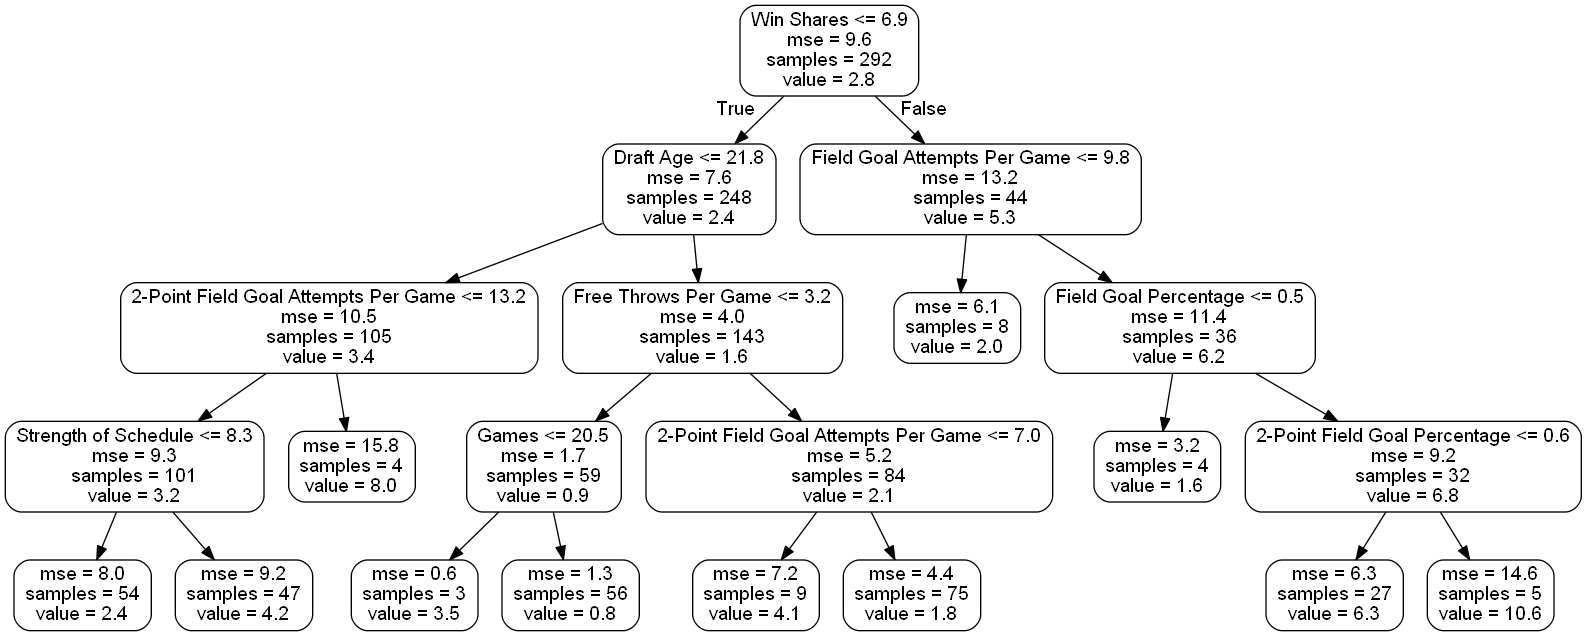 Win Shares <= 6.9
mse = 9.6
samples = 292
value = 2.8
True
False
Draft Age <= 21.8
mse = 7.6
samples = 248
value = 2.4
Field Goal Attempts Per Game <= 9.8
mse = 13.2
samples = 44
value = 5.3
2-Point Field Goal Attempts Per Game <= 13.2
mse = 10.5
samples = 105
value = 3.4
Free Throws Per Game <= 3.2
mse = 4.0
samples = 143
value = 1.6
mse = 6.1
samples = 8
value = 2.0
Field Goal Percentage <= 0.5
mse = 11.4
samples = 36
value = 6.2
Strength of Schedule <= 8.3
mse = 9.3
samples = 101
value = 3.2
mse = 15.8
samples = 4
value = 8.0
Games <= 20.5
mse = 1.7
samples = 59
value = 0.9
2-Point Field Goal Attempts Per Game <= 7.0
mse = 5.2
samples = 84
value = 2.1
mse = 3.2
samples = 4
value = 1.6
2-Point Field Goal Percentage <= 0.6
mse = 9.2
samples = 32
value = 6.8
mse = 8.0
samples = 54
value = 2.4
mse = 9.2
samples = 47
value = 4.2
mse = 0.6
samples = 3
value = 3.5
mse = 1.3
samples = 56
value = 0.8
mse = 7.2
samples = 9
value = 4.1
mse = 4.4
samples = 75
value = 1.8
mse = 6.3
samples = 27
value = 6.3
mse = 14.6
samples = 5
value = 10.6